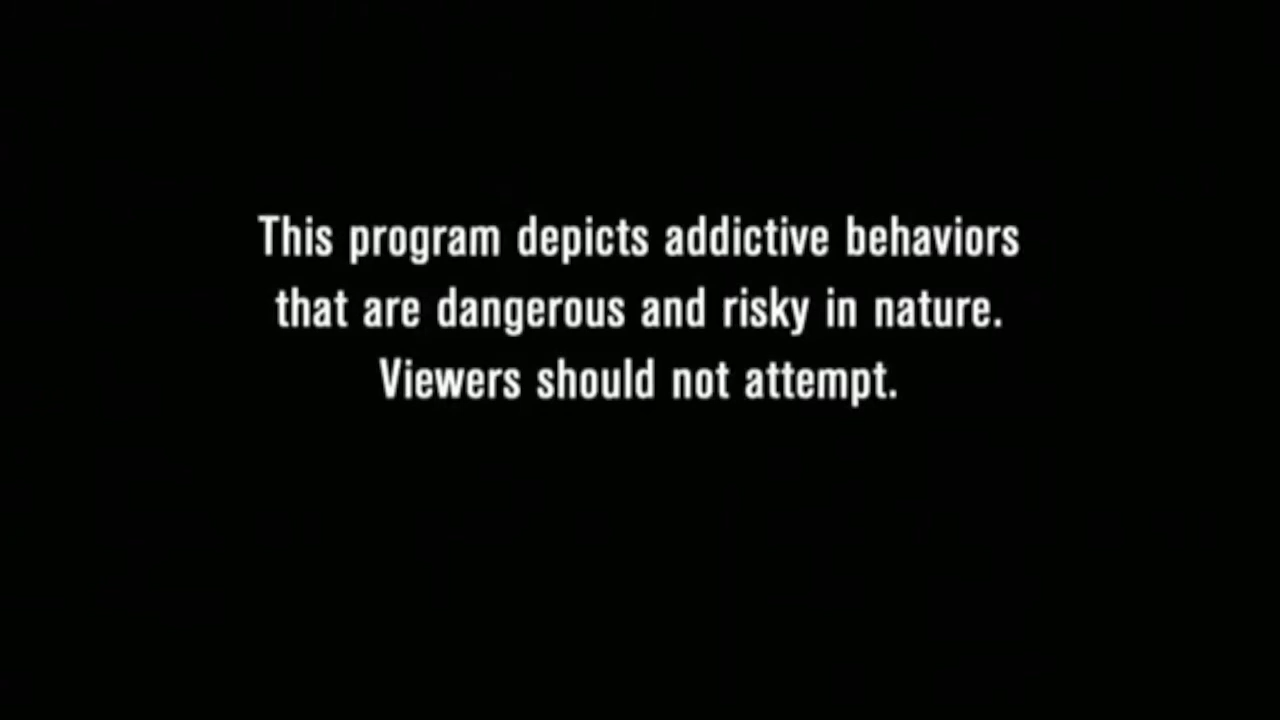 This program depicts addictive behaviors
that are dangerous and risky in nature.
Viewers should not attempt.